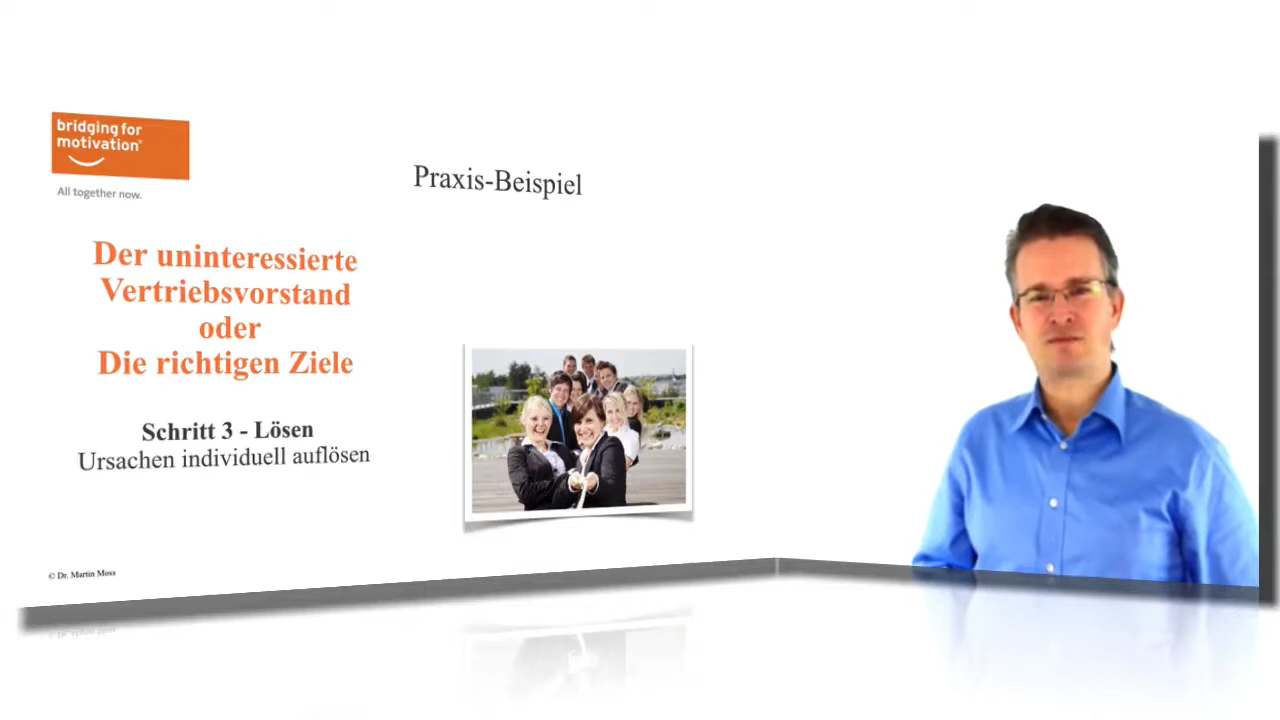 bridging for
motivation®
All together now.
Praxis-Beispiel
Der uninteressierte
Vertriebsvorstand
oder
Die richtigen Ziele
Schritt 3 - Lösen
Ursachen individuell auflösen
© Dr. Martin Moss